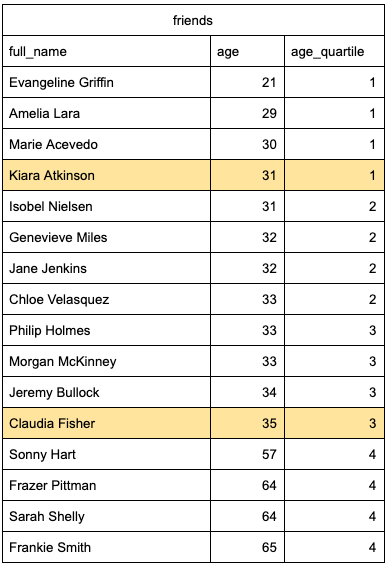 friends
full_name age age_quartile
Evangeline Griffin 21 1
Amelia Lara 29 1
Marie Acevedo 30 1
Kiara Atkinson 31 1
Isobel Nielsen 31 2
Genevieve Miles 32 2
Jane Jenkins 32 2
Chloe Velasquez 33 2
Philip Holmes 33 3
Morgan McKinney 33 3
Jeremy Bullock 34 3
Claudia Fisher 35 3
Sonny Hart 57 4
Frazer Pittman 64 4
Sarah Shelly 64 4
Frankie Smith 65 4